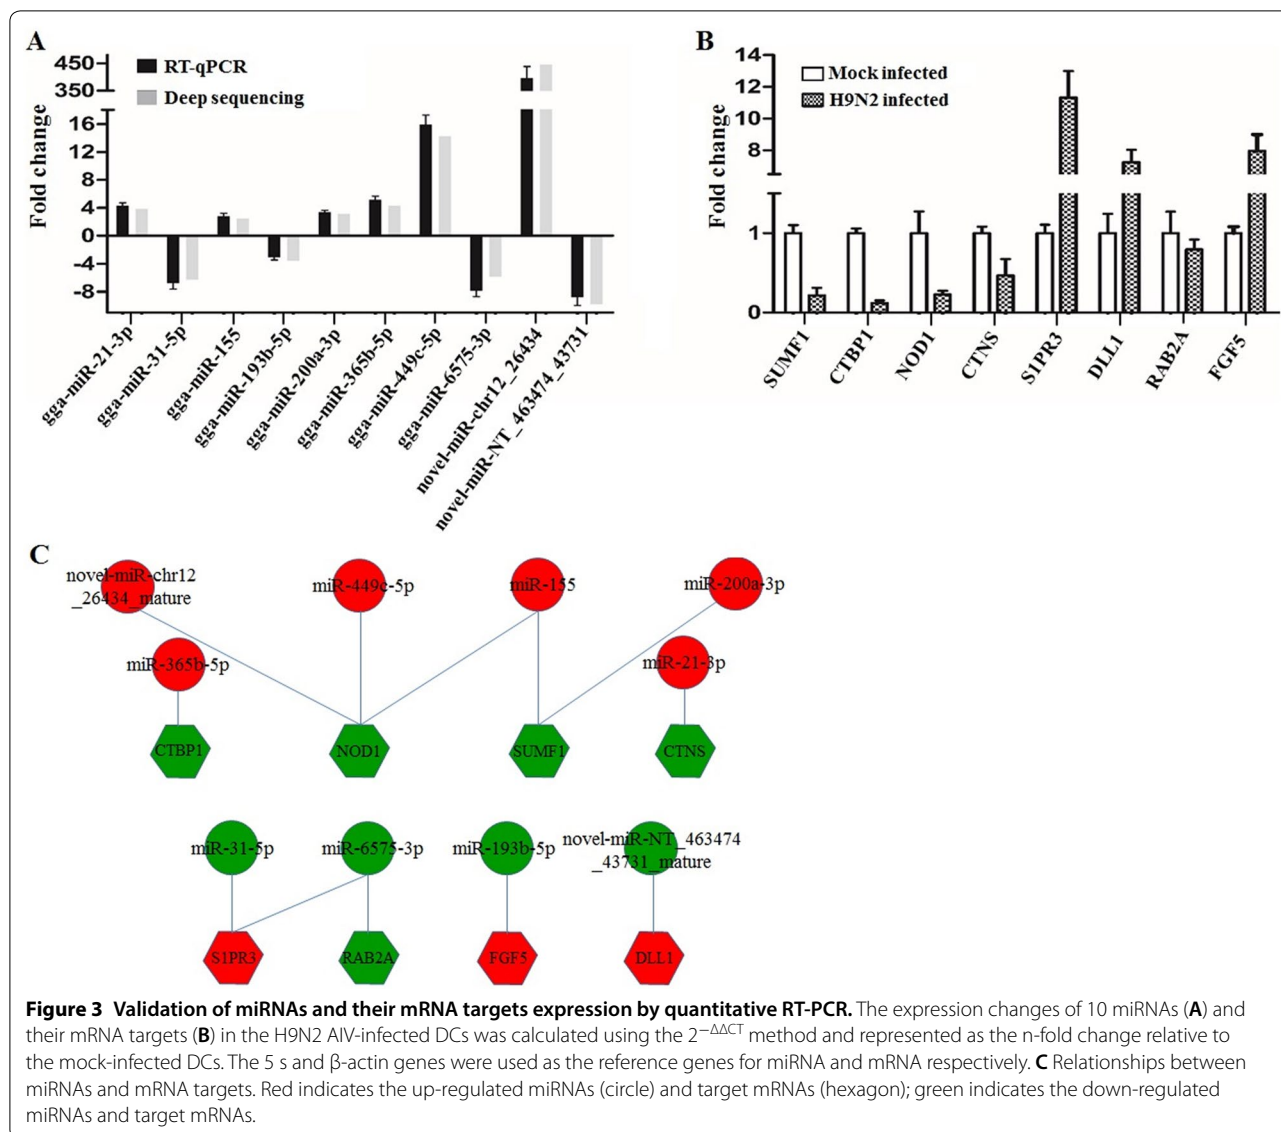 A
RT-qPCR
Deep sequencing
Fold change
450
350
16
12
8
4
0
-4
-8
gga-miR-21-3p
gga-miR-31-5p
gga-miR-155
gga-miR-193b-5p
gga-miR-200a-3p
gga-miR-365b-5p
gga-miR-449c-5p
gga-miR-6575-3p
novel-miR-chr12_26434
novel-miR-NT_463474_43731
B
Mock infected
H9N2 infected
Fold change
14
12
10
8
1
0
SUMF1
CTBP1
NOD1
CTNS
S1PR3
DLL1
RAB2A
FGF5
C
novel-miR-chr12
_26434_mature
miR-449c-5p
miR-155
miR-200a-3p
miR-365b-5p
miR-21-3p
CTBP1
NOD1
SUMF1
CTNS
miR-31-5p
miR-6575-3p
miR-193b-5p
novel-miR-NT_463474
_43731_mature
S1PR3
RAB2A
FGF5
DLL1
Figure 3 Validation of miRNAs and their mRNA targets expression by quantitative RT-PCR. The expression changes of 10 miRNAs (A) and
their mRNA targets (B) in the H9N2 AIV-infected DCs was calculated using the 2−ΔΔCT method and represented as the n-fold change relative to
the mock-infected DCs. The 5 s and β-actin genes were used as the reference genes for miRNA and mRNA respectively. C Relationships between
miRNAs and mRNA targets. Red indicates the up-regulated miRNAs (circle) and target mRNAs (hexagon); green indicates the down-regulated
miRNAs and target mRNAs.